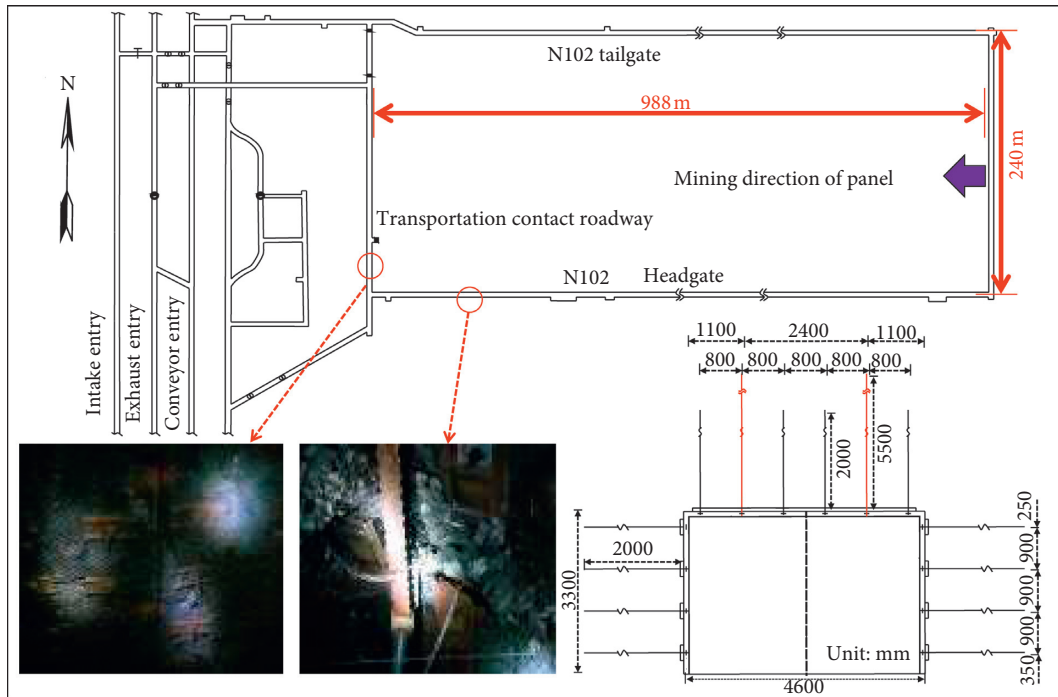 N
N102 tailgate
988 m
240 m
Mining direction of panel
Transportation contact roadway
N102
Headgate
Intake entry
Exhaust entry
Conveyor entry
1100
2400
1100
800
800
800
800
800
2000
5500
2000
3300
250
900
900
900
350
Unit: mm
4600